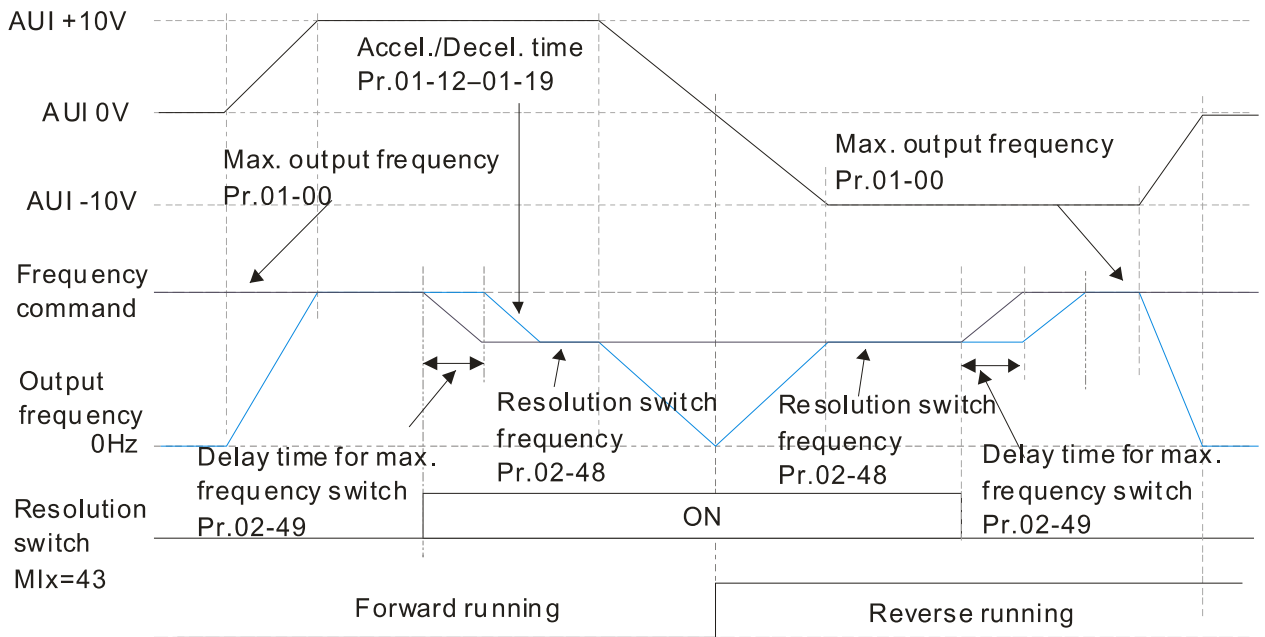 AUI +10V
Accel./Decel. time
Pr.01-12–01-19
AUI 0V
Max. output frequency
Pr.01-00
Max. output frequency
Pr.01-00
AUI -10V
Frequency
command
Output
frequency
0Hz
Resolution switch
frequency
Pr.02-48
Resolution switch
frequency
Pr.02-48
Delay time for max.
frequency switch
Pr.02-49
Delay time for max.
frequency switch
Pr.02-49
Resolution
switch
MIx=43
ON
Forward running
Reverse running